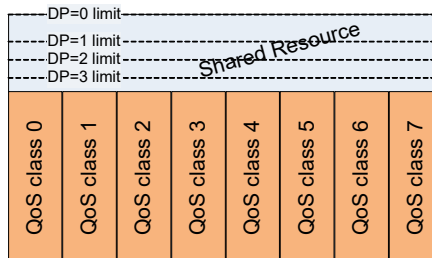 DP=0 limit
DP=1 limit
DP=2 limit
DP=3 limit
Shared Resource
QoS class 0
QoS class 1
QoS class 2
QoS class 3
QoS class 4
QoS class 5
QoS class 6
QoS class 7